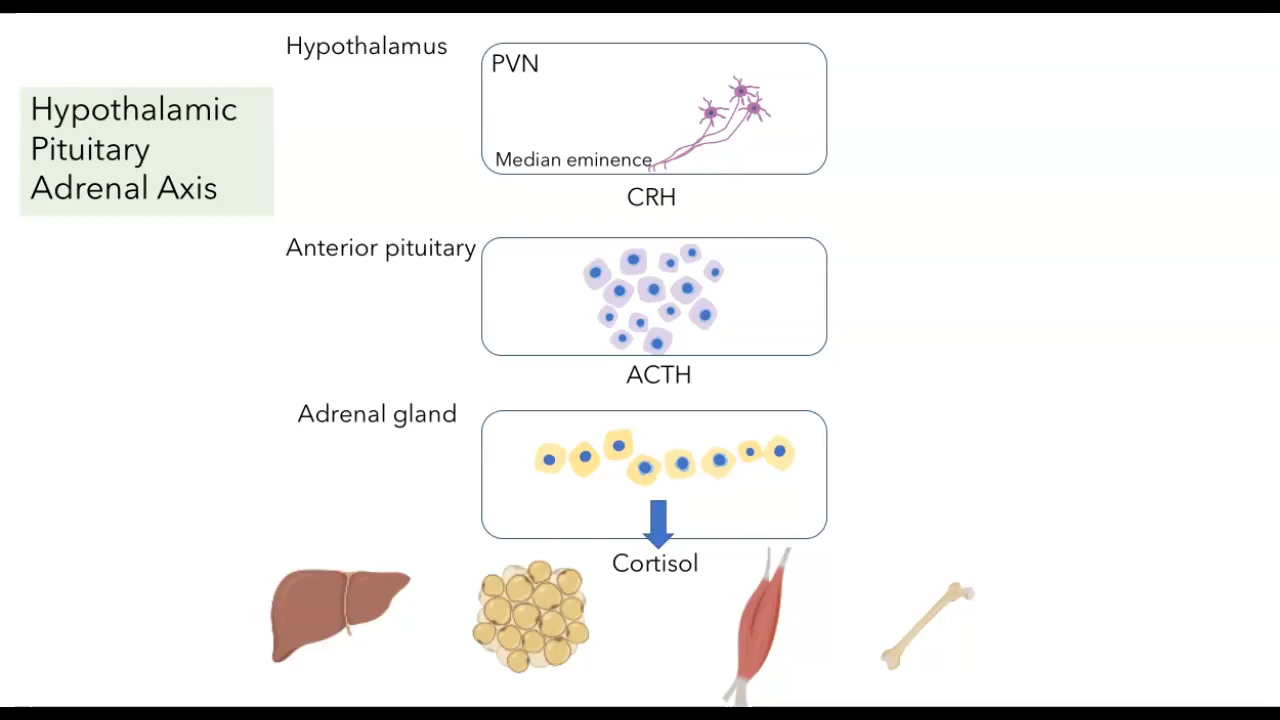 Hypothalamic
Pituitary
Adrenal Axis
Hypothalamus
PVN
Median eminence
CRH
Anterior pituitary
ACTH
Adrenal gland
Cortisol